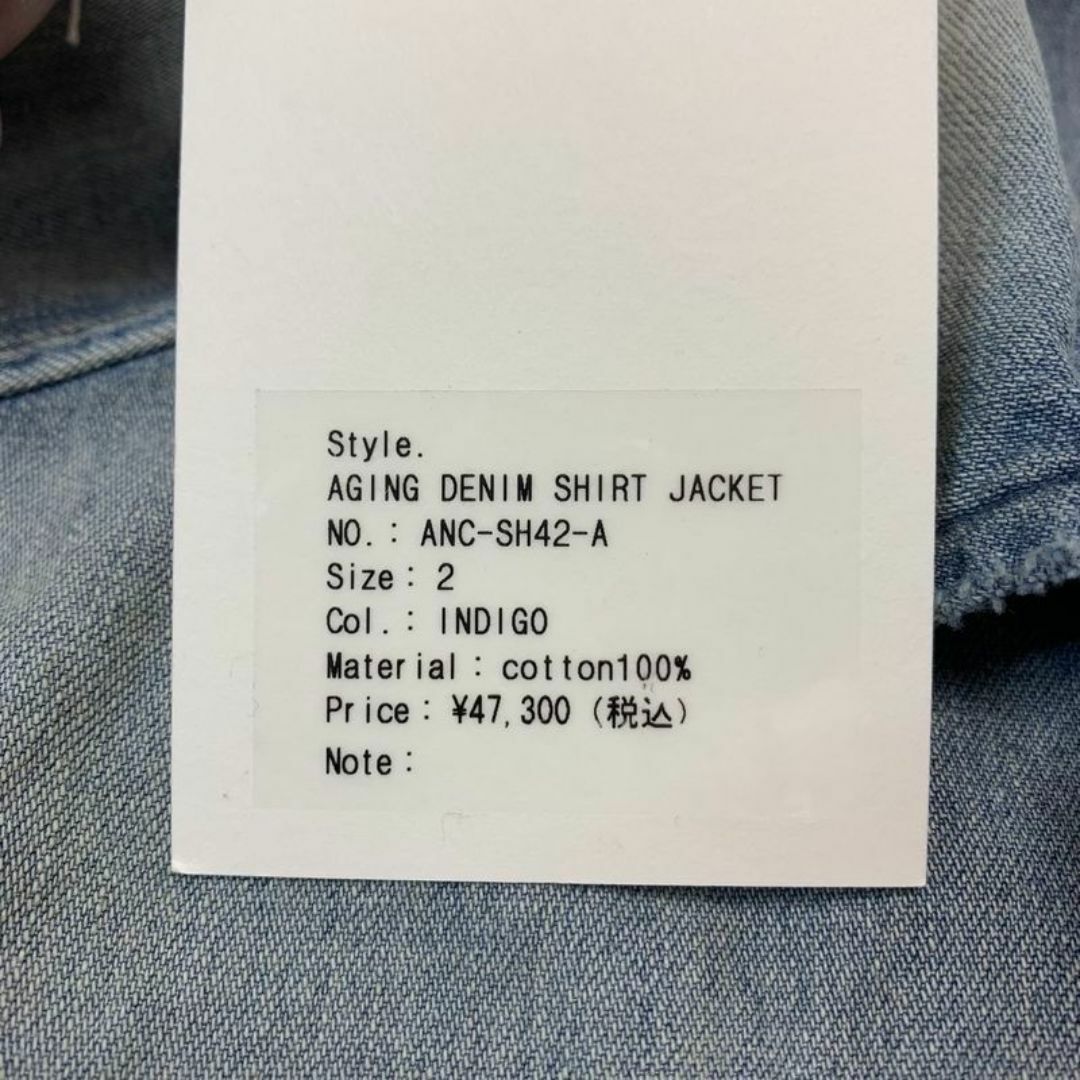 Style.
AGING DENIM SHIRT JACKET
NO.: ANC-SH42-A
Size: 2
Col.: INDIGO
Material: cotton100%
Price: ¥47,300 (税込)
Note: